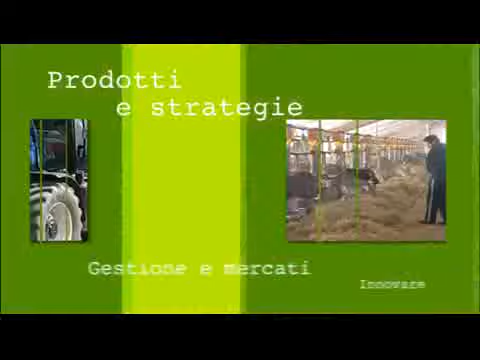 Prodotti
e strategie
Gestione e mercati
Innovare